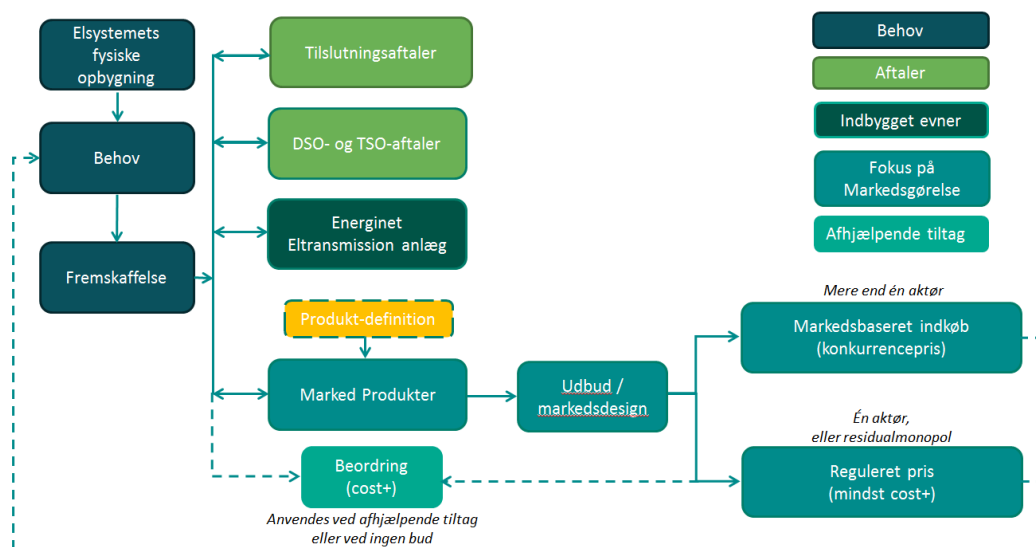 Elsystemets
fysiske
opbygning
Behov
Fremskaffelse
Tilslutningsaftaler
DSO- og TSO-aftaler
Energinet
Eltransmission anlæg
Produkt-definition
Marked Produkter
Beordring
(cost+)
Anvendes ved afhjælpende tiltag
eller ved ingen bud
Udbud /
markedsdesign
Behov
Aftaler
Indbygget evner
Fokus på
Markedsgørelse
Afhjælpende tiltag
Mere end én aktør
Markedsbaseret indkøb
(konkurrencepris)
Én aktør,
eller residualmonopol
Reguleret pris
(mindst cost+)